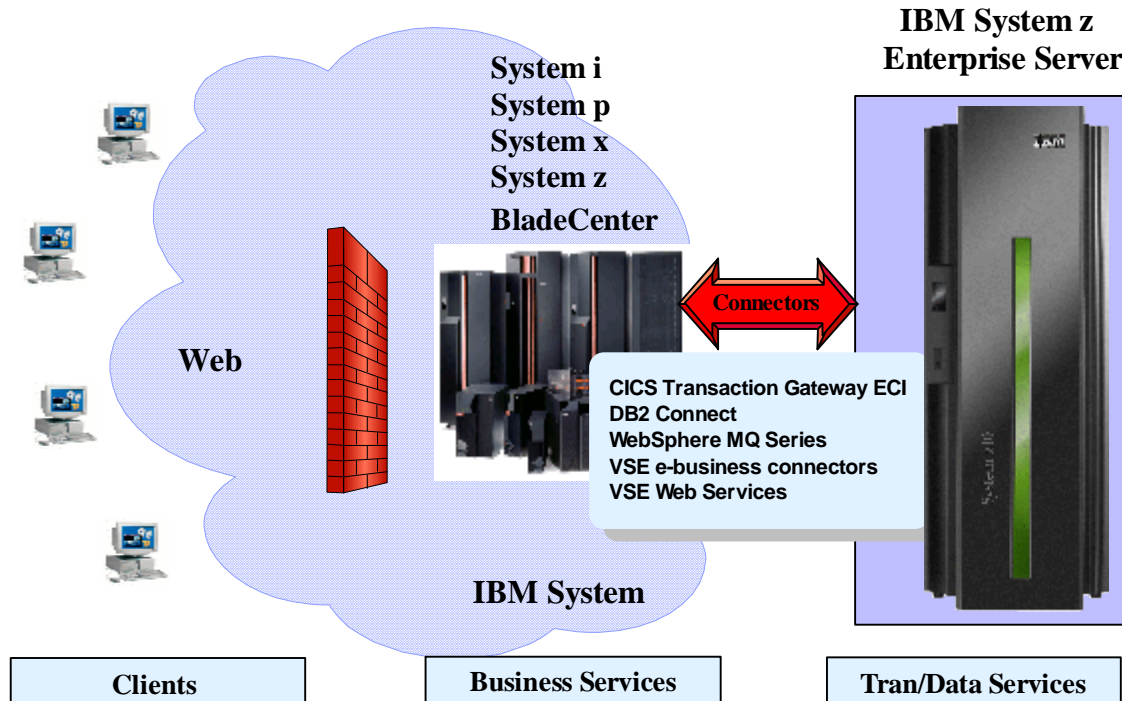 IBM System z
Enterprise Server
System i
System p
System x
System z
BladeCenter
Connectors
Web
CICS Transaction Gateway ECI
DB2 Connect
WebSphere MQ Series
VSE e-business connectors
VSE Web Services
IBM System
Clients
Business Services
Tran/Data Services